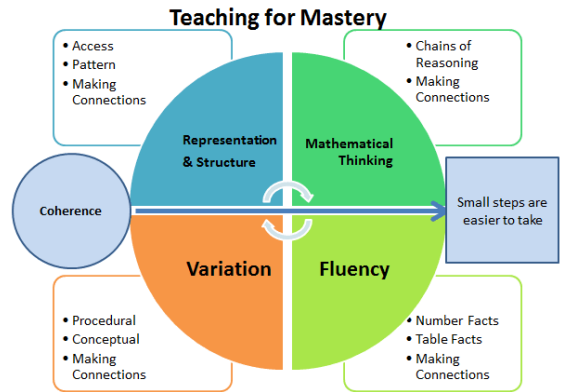 Teaching for Mastery
• Access
• Pattern
• Making
Connections
• Chains of
Reasoning
• Making
Connections
Representation
& Structure
Mathematical
Thinking
Coherence
Small steps are
easier to take
Variation
Fluency
• Procedural
• Conceptual
• Making
Connections
• Number Facts
• Table Facts
• Making
Connections